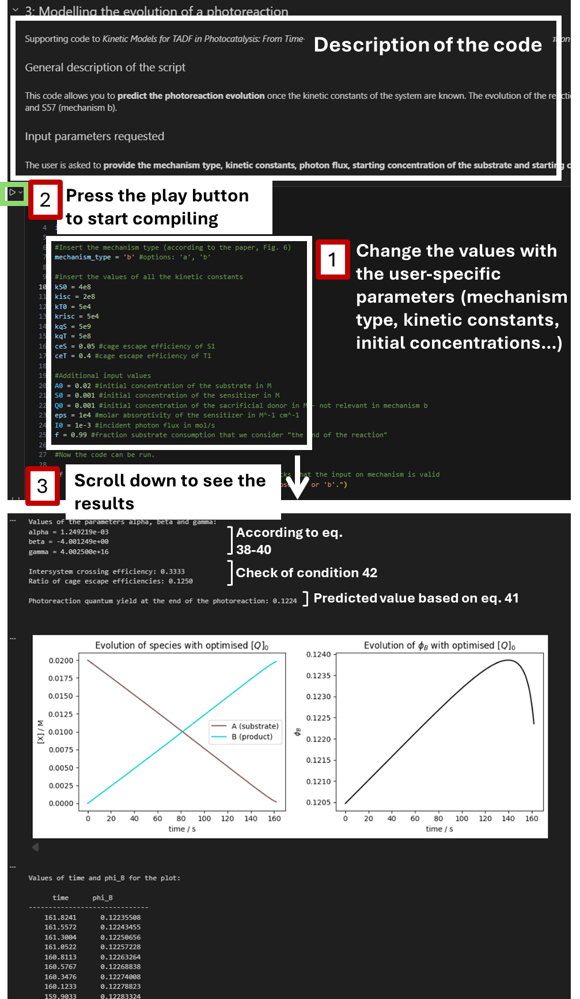 3: Modelling the evolution of a photoreaction
Supporting code to Kinetic Models for TADF in Photocatalysis: From Time-
Description of the code
General description of the script
This code allows you to predict the photoreaction evolution once the kinetic constants of the system are known. The evolution of the
and S57 (mechanism b).
Input parameters requested
The user is asked to provide the mechanism type, kinetic constants, photon flux, starting concentration of the substrate and starting
2
Press the play button
to start compiling
4
5
6 #Insert the mechanism type (according to the paper, Fig. 6)
7 mechanism_type = 'b' #options: 'a', 'b'
8
9 #insert the values of all the kinetic constants
10 kS0 = 4e8
11 kisc = 2e8
12 kT0 = 5e4
13 krisc = 5e4
14 kqS = 5e9
15 kqT = 5e8
16 ceS = 0.05 #cage escape efficiency of S1
17 ceT = 0.4 #cage escape efficiency of T1
18
19 #Additional input values
20 A0 = 0.02 #initial concentration of the substrate in M
21 S0 = 0.001 #initial concentration of the sensitizer in M
22 Q0 = 0.001 #initial concentration of the sacrificial donor in M - not relevant in mechanism b
23 eps = 1e4 #molar absorptivity of the sensitizer in M^-1 cm^-1
24 I0 = 1e-3 #incident photon flux in mol/s
25 f = 0.99 #fraction substrate consumption that we consider "the end of the reaction"
26
27 #Now the code can be run.
28
that the input on mechanism is valid
or 'b'.")
1
Change the values with
the user-specific
parameters (mechanism
type, kinetic constants,
initial concentrations...)
3
Scroll down to see the
results
Values of the parameters alpha, beta and gamma:
alpha = 1.249219e-03
beta = -4.001249e+00
gamma = 4.002500e+16
According to eq.
38-40
Intersystem crossing efficiency: 0.3333
Ratio of cage escape efficiencies: 0.1250
Check of condition 42
Photoreaction quantum yield at the end of the photoreaction: 0.1224
Predicted value based on eq. 41
Evolution of species with optimised [Q]0
0.0200
0.0175
0.0150
0.0125
0.0100
0.0075
0.0050
0.0025
0.0000
[X] / M
A (substrate)
B (product)
0 20 40 60 80 100 120 140 160
time / s
Evolution of ϕB with optimised [Q]0
0.1240
0.1235
0.1230
0.1225
0.1220
0.1215
0.1210
0.1205
ϕB
0 20 40 60 80 100 120 140 160
time / s
Values of time and phi_B for the plot:
time phi_B
------------------------------
161.8241 0.12235508
161.5572 0.12243455
161.3004 0.12250656
161.0522 0.12257228
160.8113 0.12263264
160.5767 0.12268838
160.3476 0.12274008
160.1233 0.12278823
159.9033 0.12283324